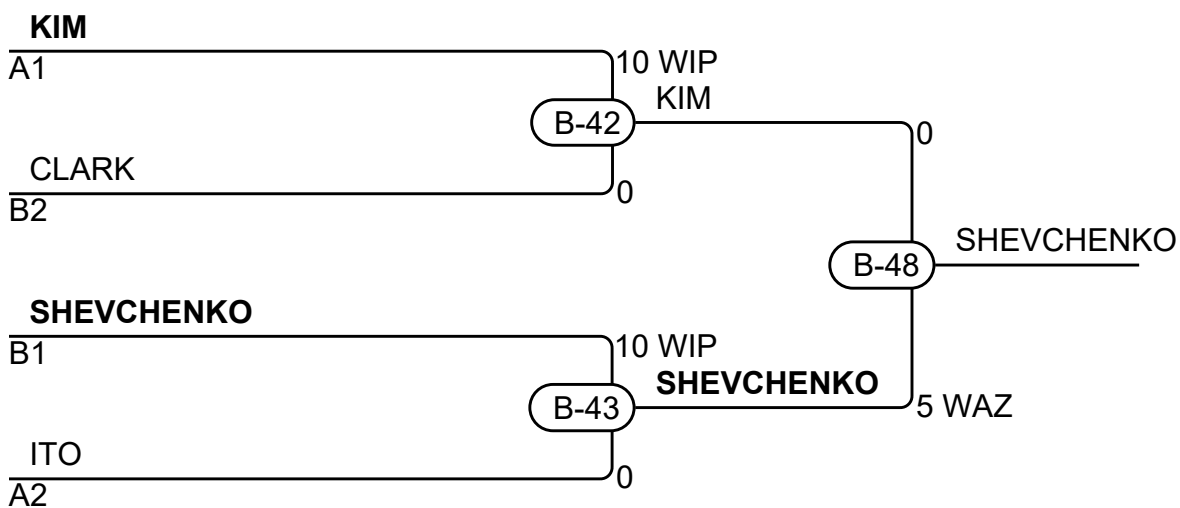 KIM
A1
10 WIP
KIM
B-42
0
CLARK
B2
0
SHEVCHENKO
B-48
SHEVCHENKO
B1
10 WIP
SHEVCHENKO
B-43
5 WAZ
ITO
A2
0